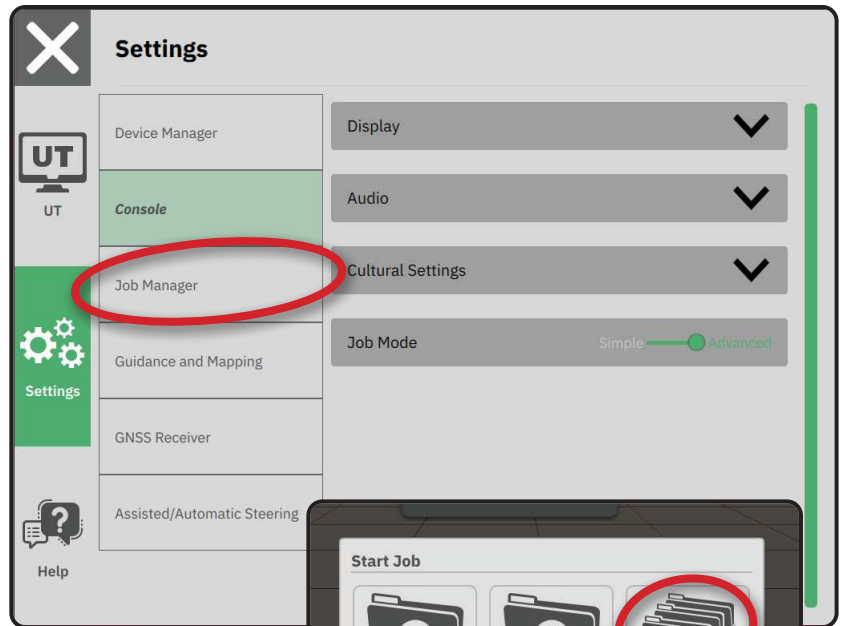 Settings
Device Manager
Display
UT
UT
Console
Audio
Job Manager
Cultural Settings
Job Mode
Simple
Advanced
Guidance and Mapping
Settings
GNSS Receiver
Assisted/Automatic Steering
Help
Start Job